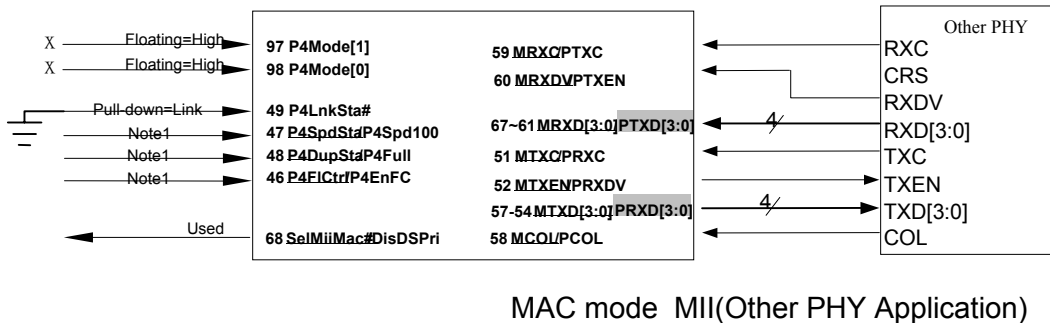 X Floating=High 97 P4Mode[1]
X Floating=High 98 P4Mode[0]
Pull-down=Link 49 P4LnkSta#
Note1 47 P4SpdSta/P4Spd100
Note1 48 P4DupSta/P4Full
Note1 46 P4FlCtrl/P4EnFC
Used 68 SelMiiMac#DisDSPri
59 MRXC/PTXC
60 MRXDV/PTXEN
67~61 MRXD[3:0]/PTXD[3:0] 4
51 MTXC/PRXC
52 MTXEN/PRXDV
57-54 MTXD[3:0]/PRXD[3:0] 4
58 MCOL/PCOL
Other PHY
RXC
CRS
RXDV
RXD[3:0]
TXC
TXEN
TXD[3:0]
COL
MAC mode MII(Other PHY Application)